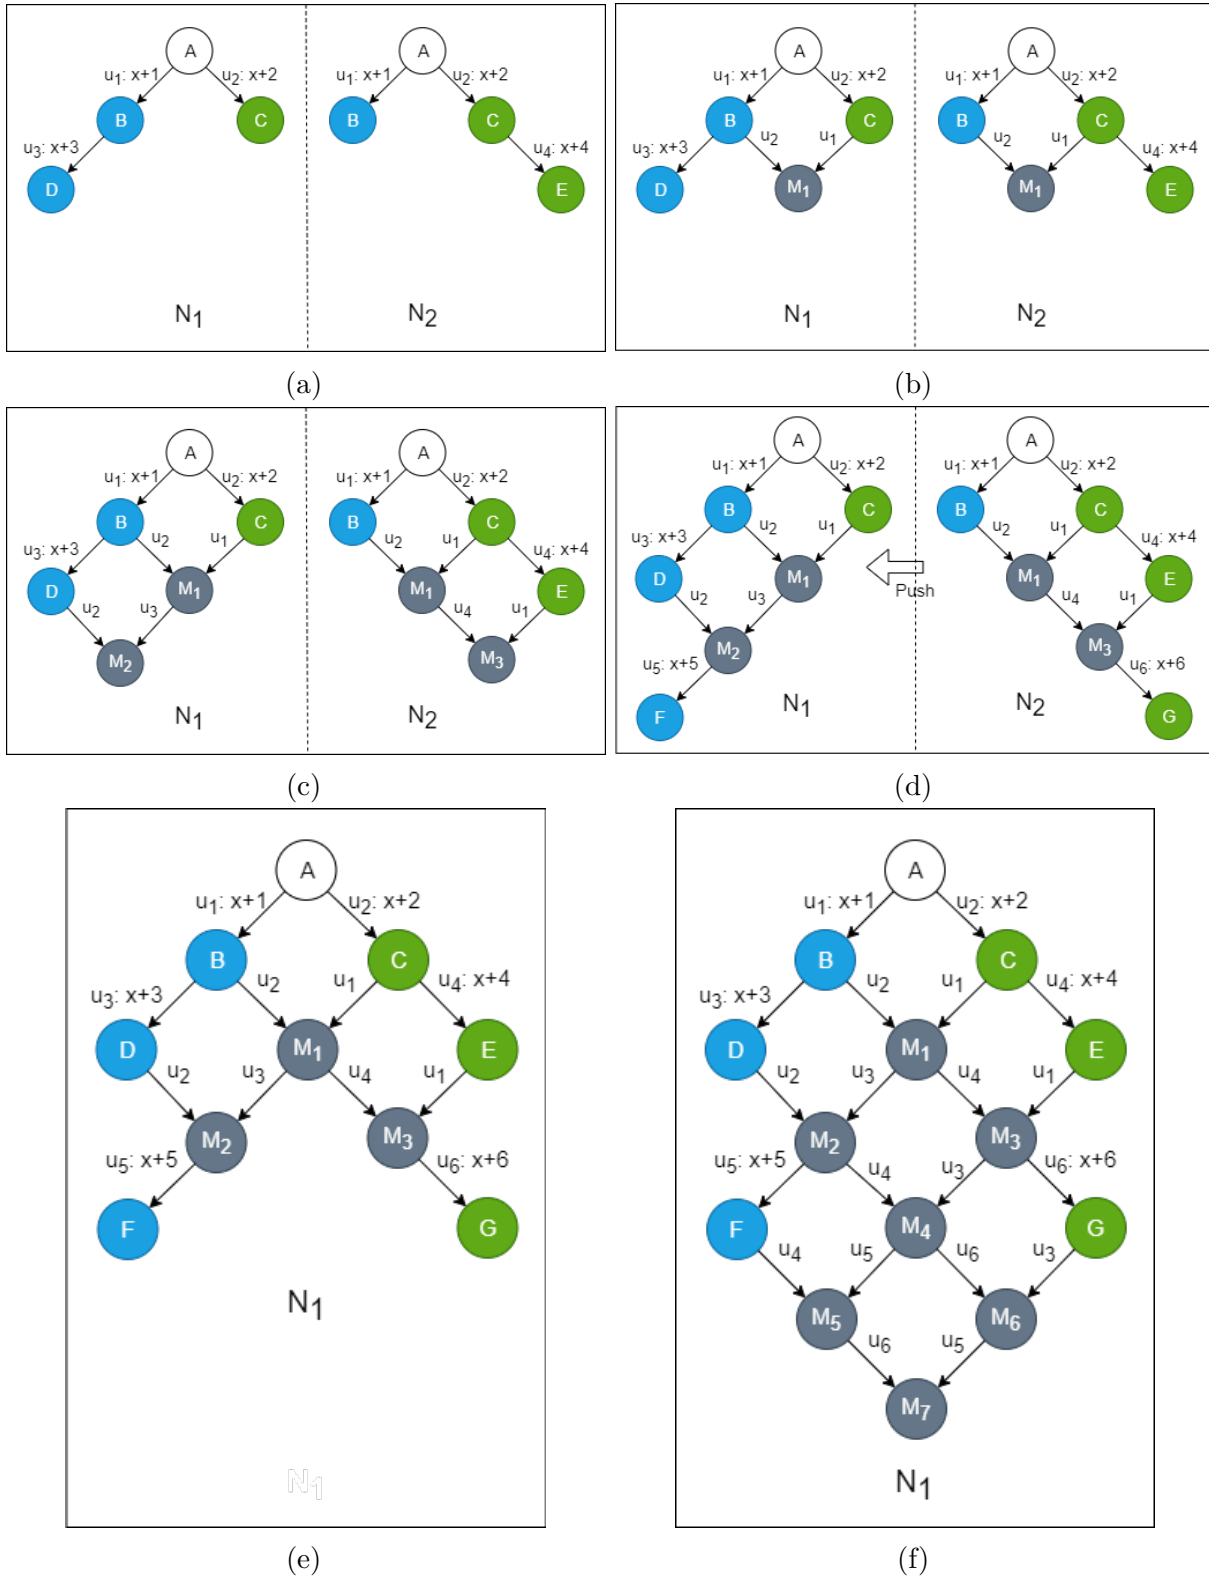 A A
u1: x+1 u2: x+2 u1: x+1 u2: x+2
B C B C
u3: x+3 u4: x+4
D E
N1 N2
(a)
A A
u1: x+1 u2: x+2 u1: x+1 u2: x+2
B C B C
u3: x+3 u2 u1 u2 u1 u4: x+4
D M1 M1 E
N1 N2
(b)
A A
u1: x+1 u2: x+2 u1: x+1 u2: x+2
B C B C
u3: x+3 u2 u1 u2 u1 u4: x+4
D M1 M1 E
u2 u3 u4 u1
M2 M3
N1 N2
(c)
A A
u1: x+1 u2: x+2 u1: x+1 u2: x+2
B C B C
u3: x+3 u2 u1 u2 u1 u4: x+4
D M1 Push M1 E
u2 u3 u4 u1
M2 M3
u5: x+5 u6: x+6
F N1 N2 G
(d)
A
u1: x+1 u2: x+2
B C
u3: x+3 u2 u1 u4: x+4
D M1 E
u2 u3 u4 u1
M2 M3
u5: x+5 u6: x+6
F G
N1
N1
(e)
A
u1: x+1 u2: x+2
B C
u3: x+3 u2 u1 u4: x+4
D M1 E
u2 u3 u4 u1
M2 M3
u5: x+5 u4 u3 u6: x+6
F M4 G
u4 u5 u6 u3
M5 M6
u6 u5
M7
N1
(f)